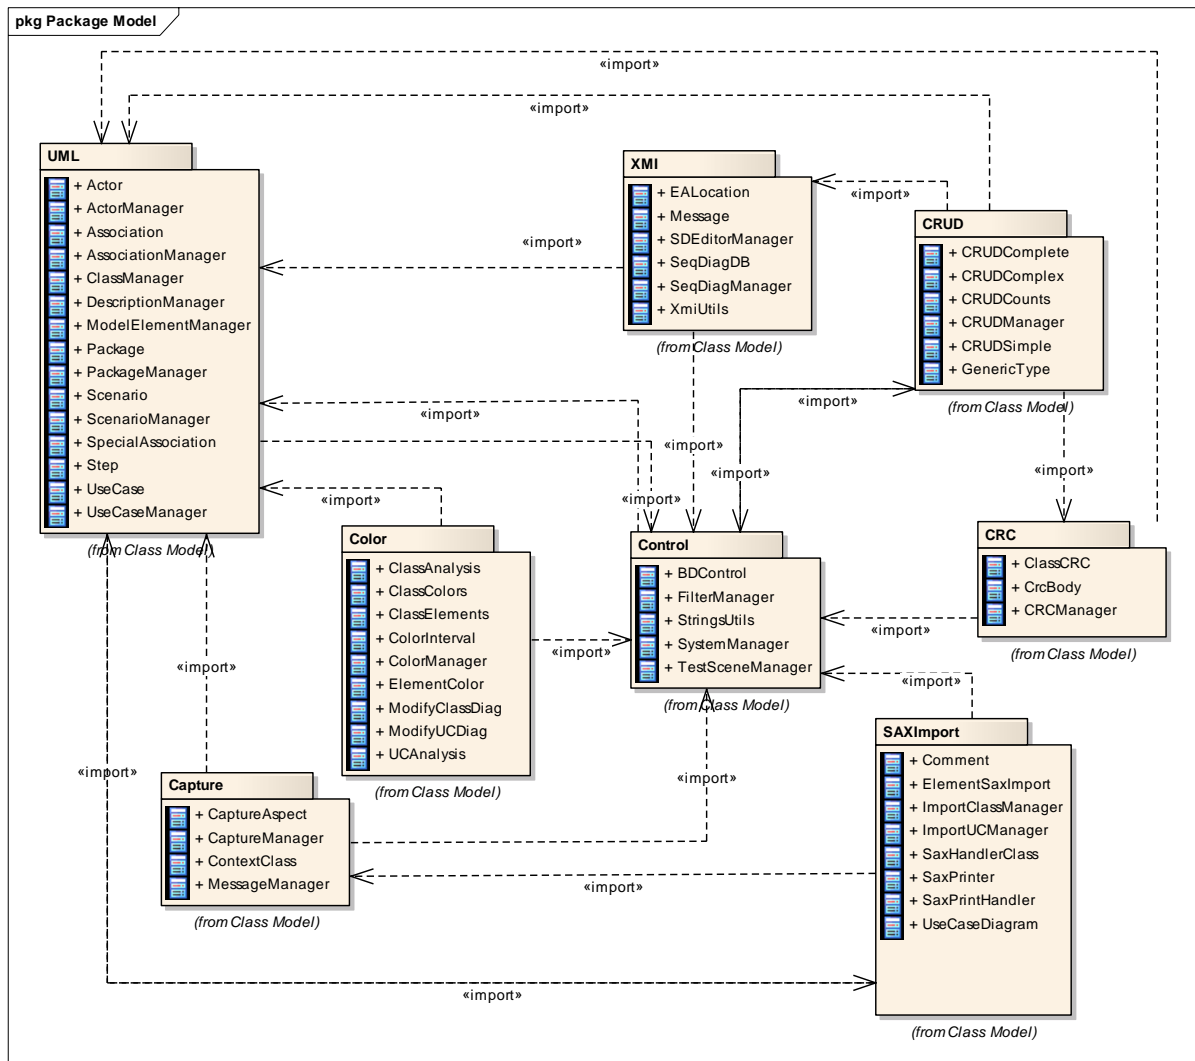 pkg Package Model
«import»
«import»
UML
+ Actor
+ ActorManager
+ Association
+ AssociationManager
+ ClassManager
+ DescriptionManager
+ ModelElementManager
+ Package
+ PackageManager
+ Scenario
+ ScenarioManager
+ SpecialAssociation
+ Step
+ UseCase
+ UseCaseManager
(from Class Model)
XMI
+ EALocation
+ Message
+ SDEditorManager
+ SeqDiagDB
+ SeqDiagManager
+ XmiUtils
(from Class Model)
«import»
«import»
CRUD
+ CRUDComplete
+ CRUDComplex
+ CRUDCounts
+ CRUDManager
+ CRUDSimple
+ GenericType
(from Class Model)
«import»
«import»
«import»
«import»
«import»
«import»
«import»
Color
+ ClassAnalysis
+ ClassColors
+ ClassElements
+ ColorInterval
+ ColorManager
+ ElementColor
+ ModifyClassDiag
+ ModifyUCDiag
+ UCAnalysis
(from Class Model)
Control
+ BDControl
+ FilterManager
+ StringsUtils
+ SystemManager
+ TestSceneManager
(from Class Model)
CRC
+ ClassCRC
+ CrcBody
+ CRCManager
(from Class Model)
«import»
«import»
«import»
«import»
«import»
«import»
Capture
+ CaptureAspect
+ CaptureManager
+ ContextClass
+ MessageManager
(from Class Model)
SAXImport
+ Comment
+ ElementSaxImport
+ ImportClassManager
+ ImportUCManager
+ SaxHandlerClass
+ SaxPrinter
+ SaxPrintHandler
+ UseCaseDiagram
(from Class Model)
«import»
«import»